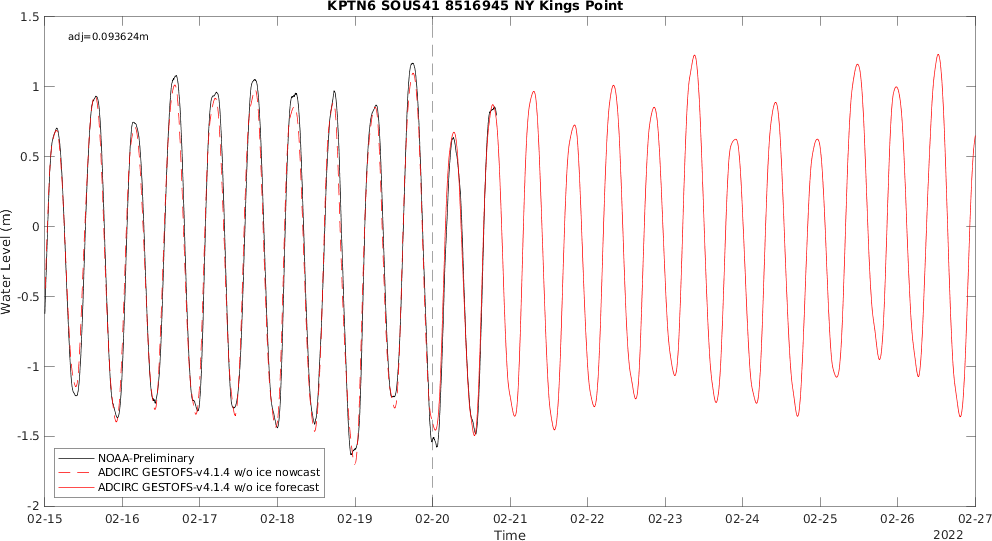 KPTN6 SOUS41 8516945 NY Kings Point
adj=0.093624m
1.5
1
0.5
0
-0.5
-1
-1.5
-2
Water Level (m)
NOAA-Preliminary
ADCIRC GESTOFS-v4.1.4 w/o ice nowcast
ADCIRC GESTOFS-v4.1.4 w/o ice forecast
02-15 02-16 02-17 02-18 02-19 02-20 02-21 02-22 02-23 02-24 02-25 02-26 02-27
Time
2022